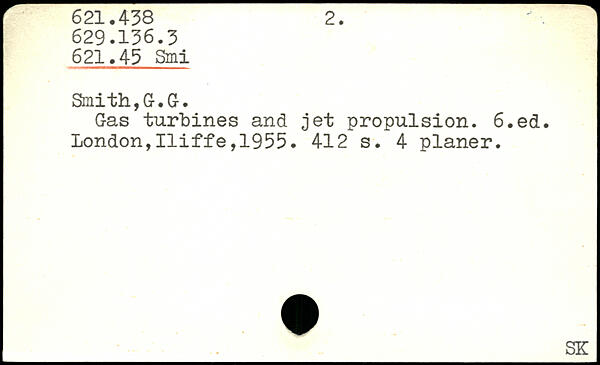 621.438 2.
629.136.3
621.45 Smi
Smith,G.G.
Gas turbines and jet propulsion. 6.ed.
London,Iliffe,1955. 412 s. 4 planer.
SK